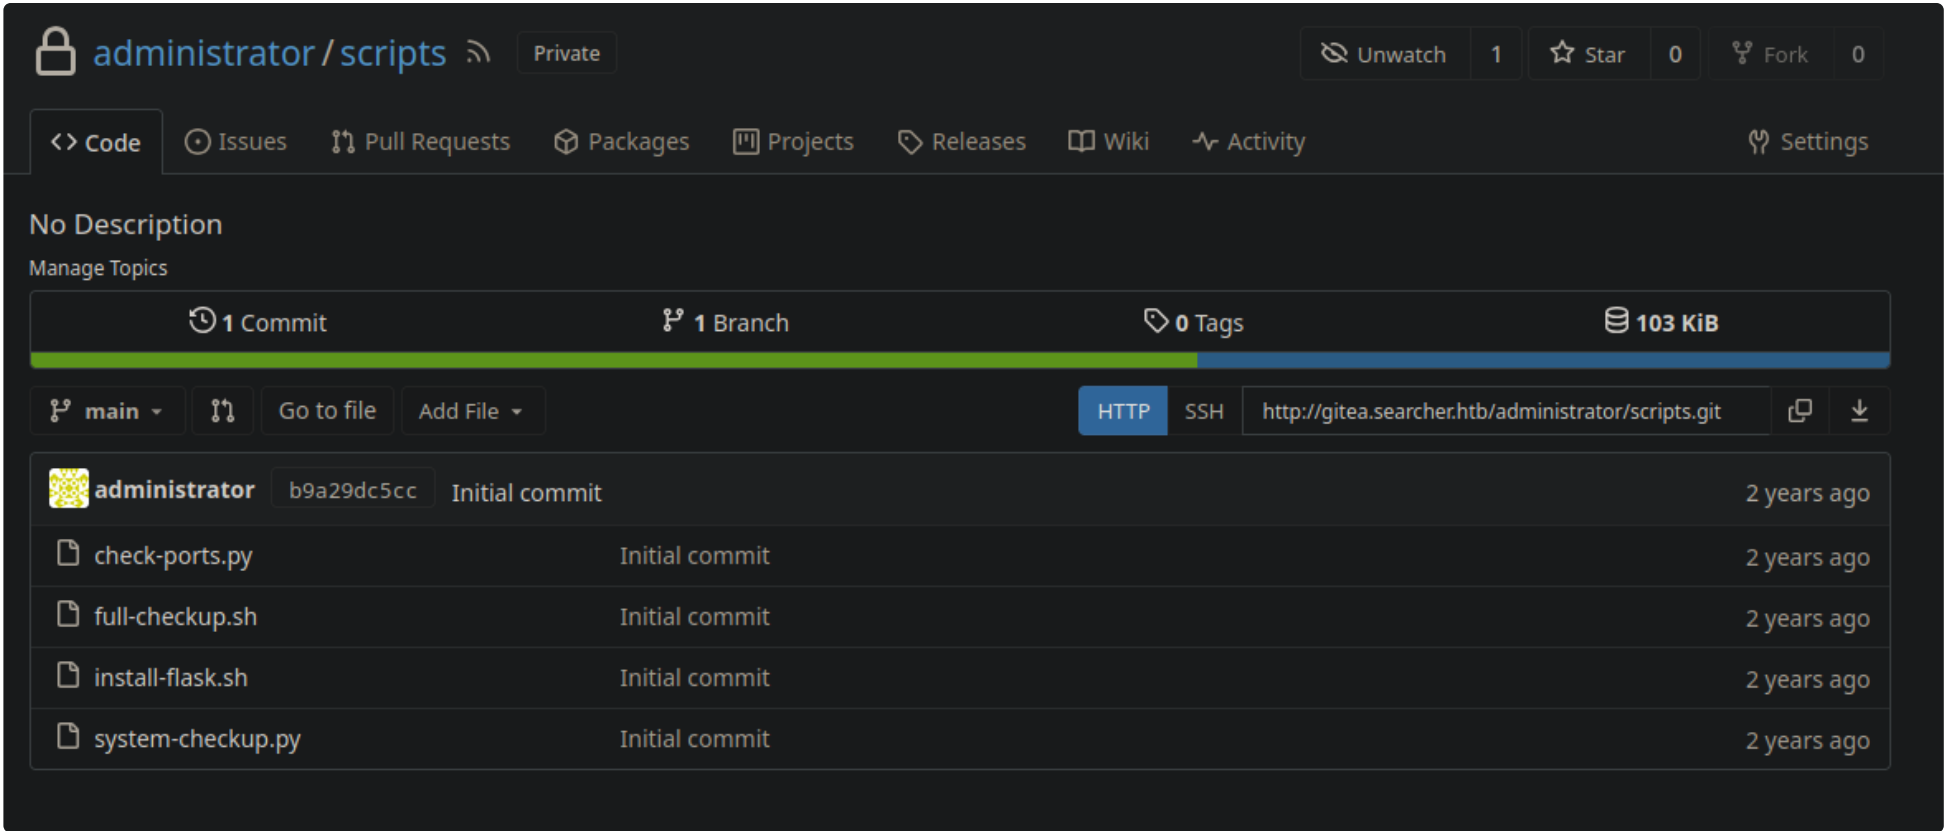 administrator / scripts Private Unwatch 1 Star 0 Fork 0
Code Issues Pull Requests Packages Projects Releases Wiki Activity Settings
No Description
Manage Topics
1 Commit 1 Branch 0 Tags 103 KiB
main Go to file Add File HTTP SSH http://gitea.searcher.htb/administrator/scripts.git
administrator b9a29dc5cc Initial commit 2 years ago
check-ports.py Initial commit 2 years ago
full-checkup.sh Initial commit 2 years ago
install-flask.sh Initial commit 2 years ago
system-checkup.py Initial commit 2 years ago